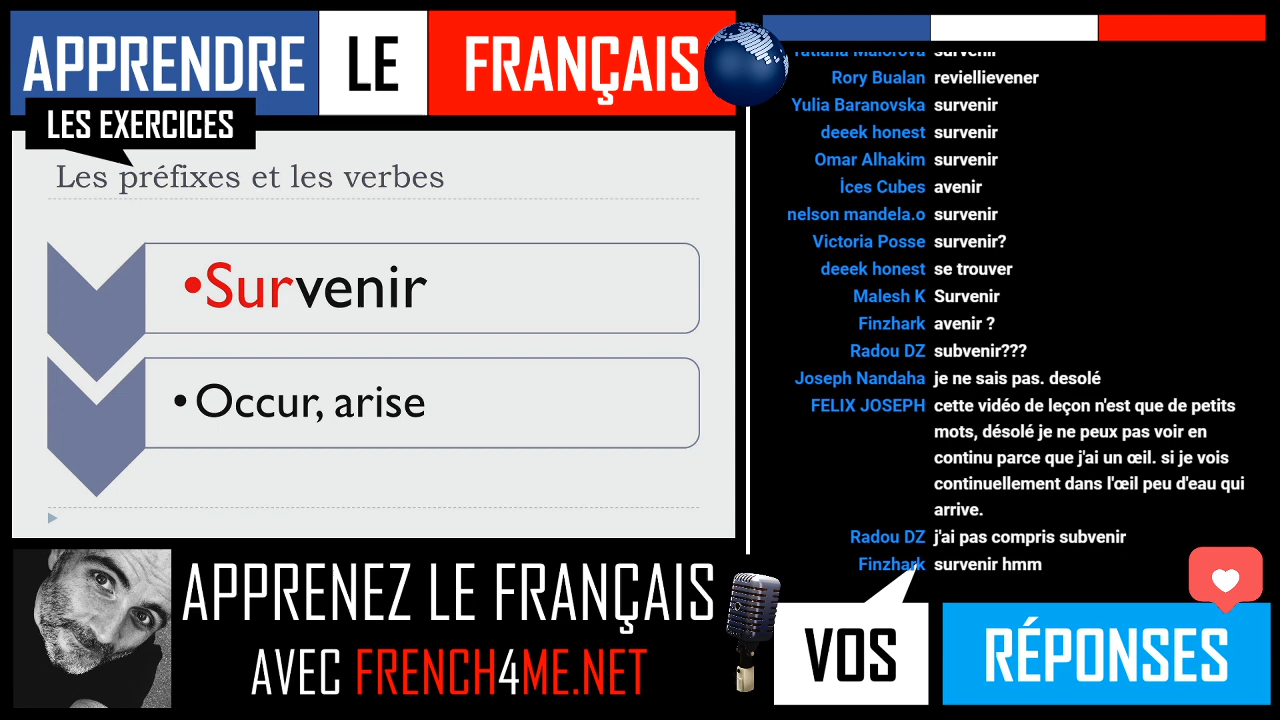 APPRENDRE LE FRANÇAIS
LES EXERCICES
Les préfixes et les verbes
•Survenir
• Occur, arise
APPRENEZ LE FRANÇAIS
AVEC FRENCH4ME.NET
Tatiana Maiorova survenir
Rory Bualan reviellievener
Yulia Baranovska survenir
deeek honest survenir
Omar Alhakim survenir
İces Cubes avenir
nelson mandela.o survenir
Victoria Posse survenir?
deeek honest se trouver
Malesh K Survenir
Finzhark avenir ?
Radou DZ subvenir???
Joseph Nandaha je ne sais pas. desolé
FELIX JOSEPH cette vidéo de leçon n'est que de petits
mots, désolé je ne peux pas voir en
continu parce que j'ai un œil. si je vois
continuellement dans l'œil peu d'eau qui
arrive.
Radou DZ j'ai pas compris subvenir
Finzhark survenir hmm
VOS RÉPONSES